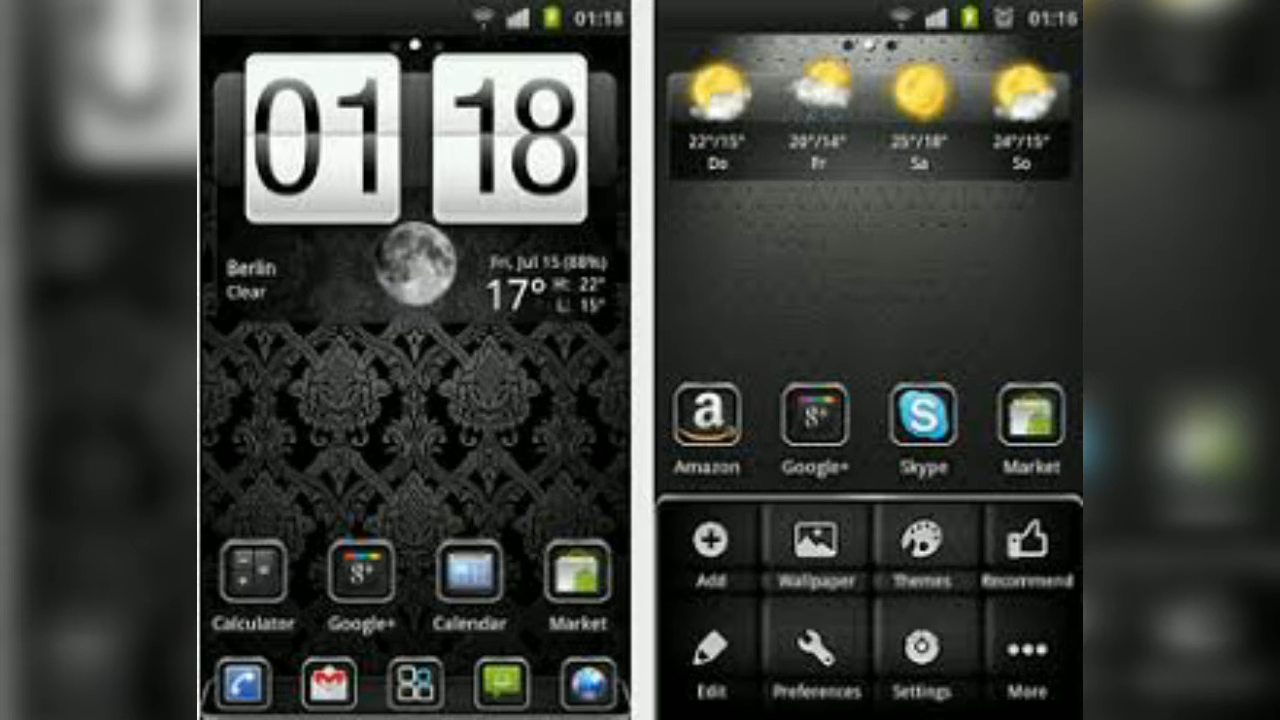 01:18
01 18
Berlin
Clear
Fri, Jul 15 (88%)
17° H: 22°
L: 15°
8+
Calculator Google+ Calendar Market
01:16
22°/15° 20°/14° 25°/18° 24°/15°
Do Fr Sa So
a 8+ S
Amazon Google+ Skype Market
Add Wallpaper Themes Recommend
Edit Preferences Settings More